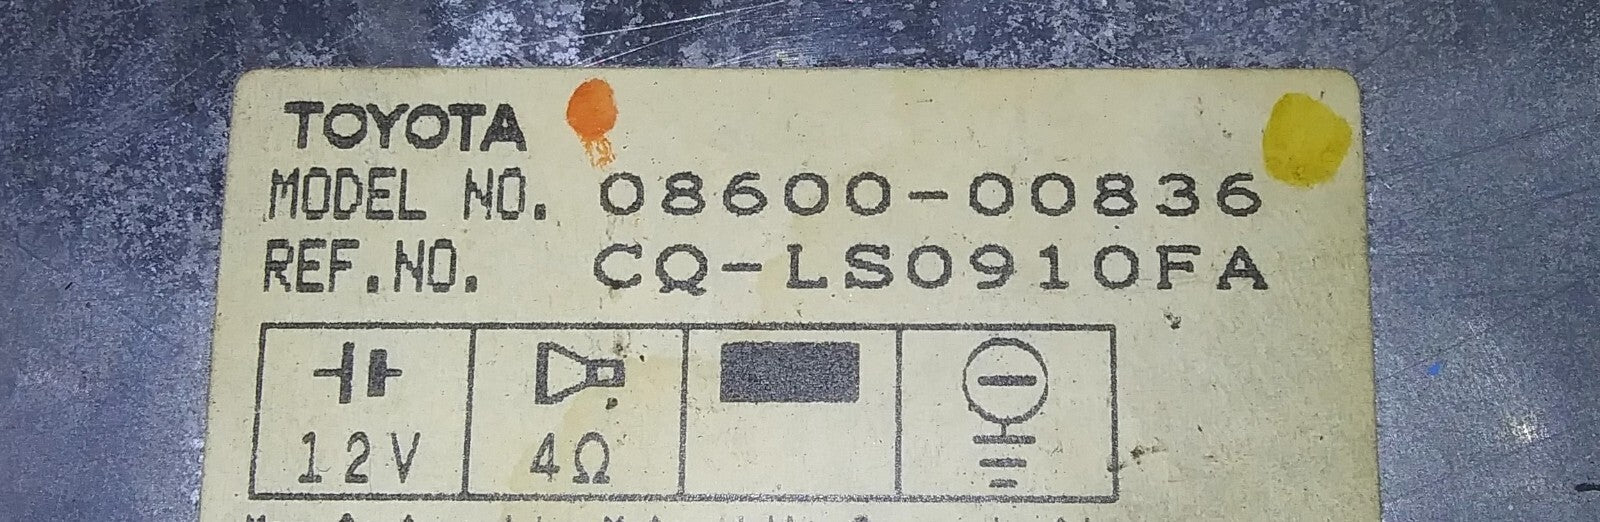 TOYOTA
MODEL NO. 08600-00836
REF.NO. CQ-LS0910FA
12V 4Ω